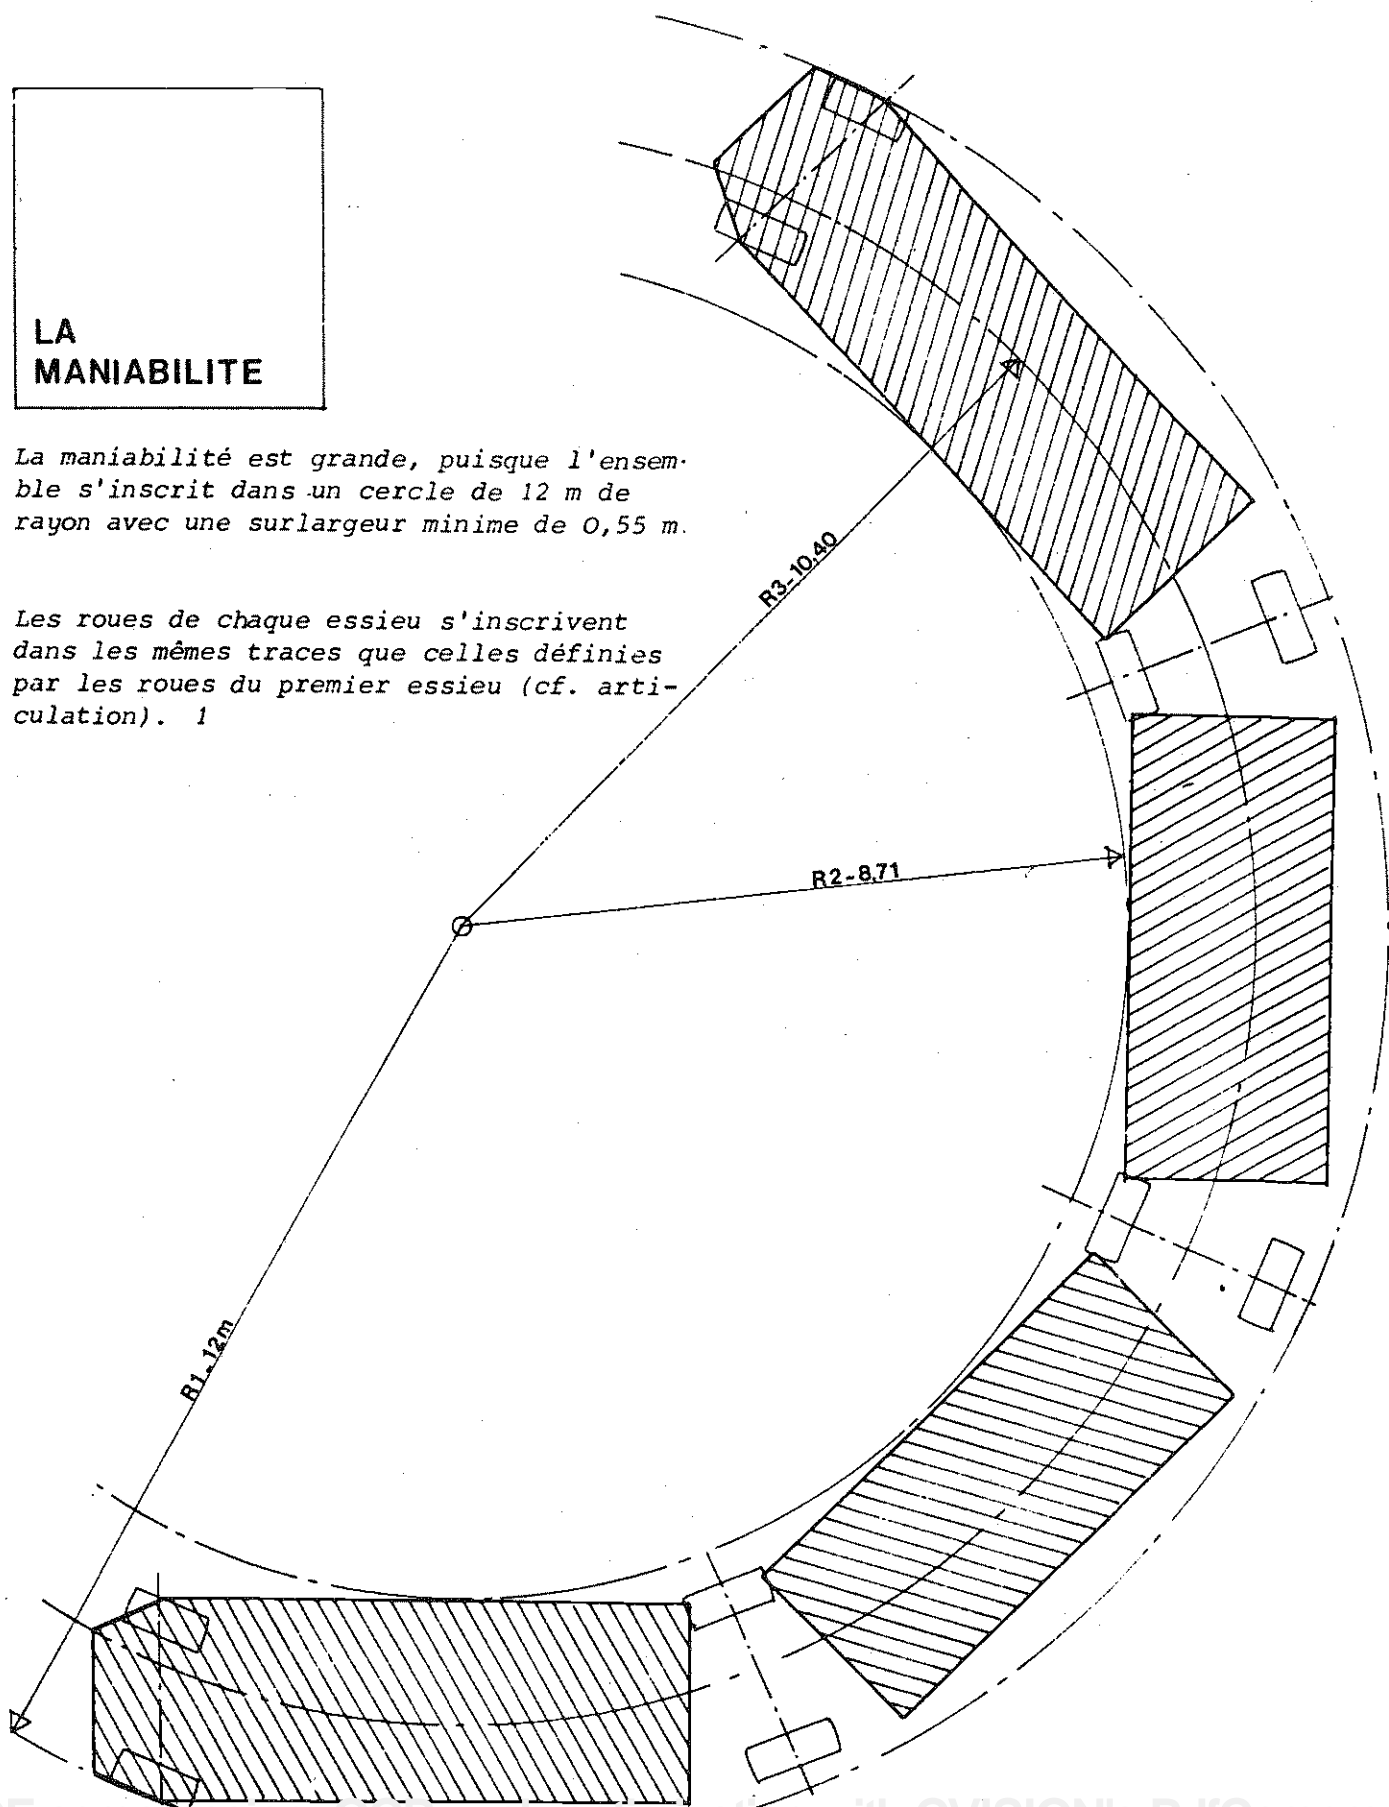 LA
MANIABILITE
La maniabilité est grande, puisque l'ensem-
ble s'inscrit dans un cercle de 12 m de
rayon avec une surlargeur minime de 0,55 m.
Les roues de chaque essieu s'inscrivent
dans les mêmes traces que celles définies
par les roues du premier essieu (cf. arti-
culation). 1
R3-10,40
R2-8,71
R1-12m